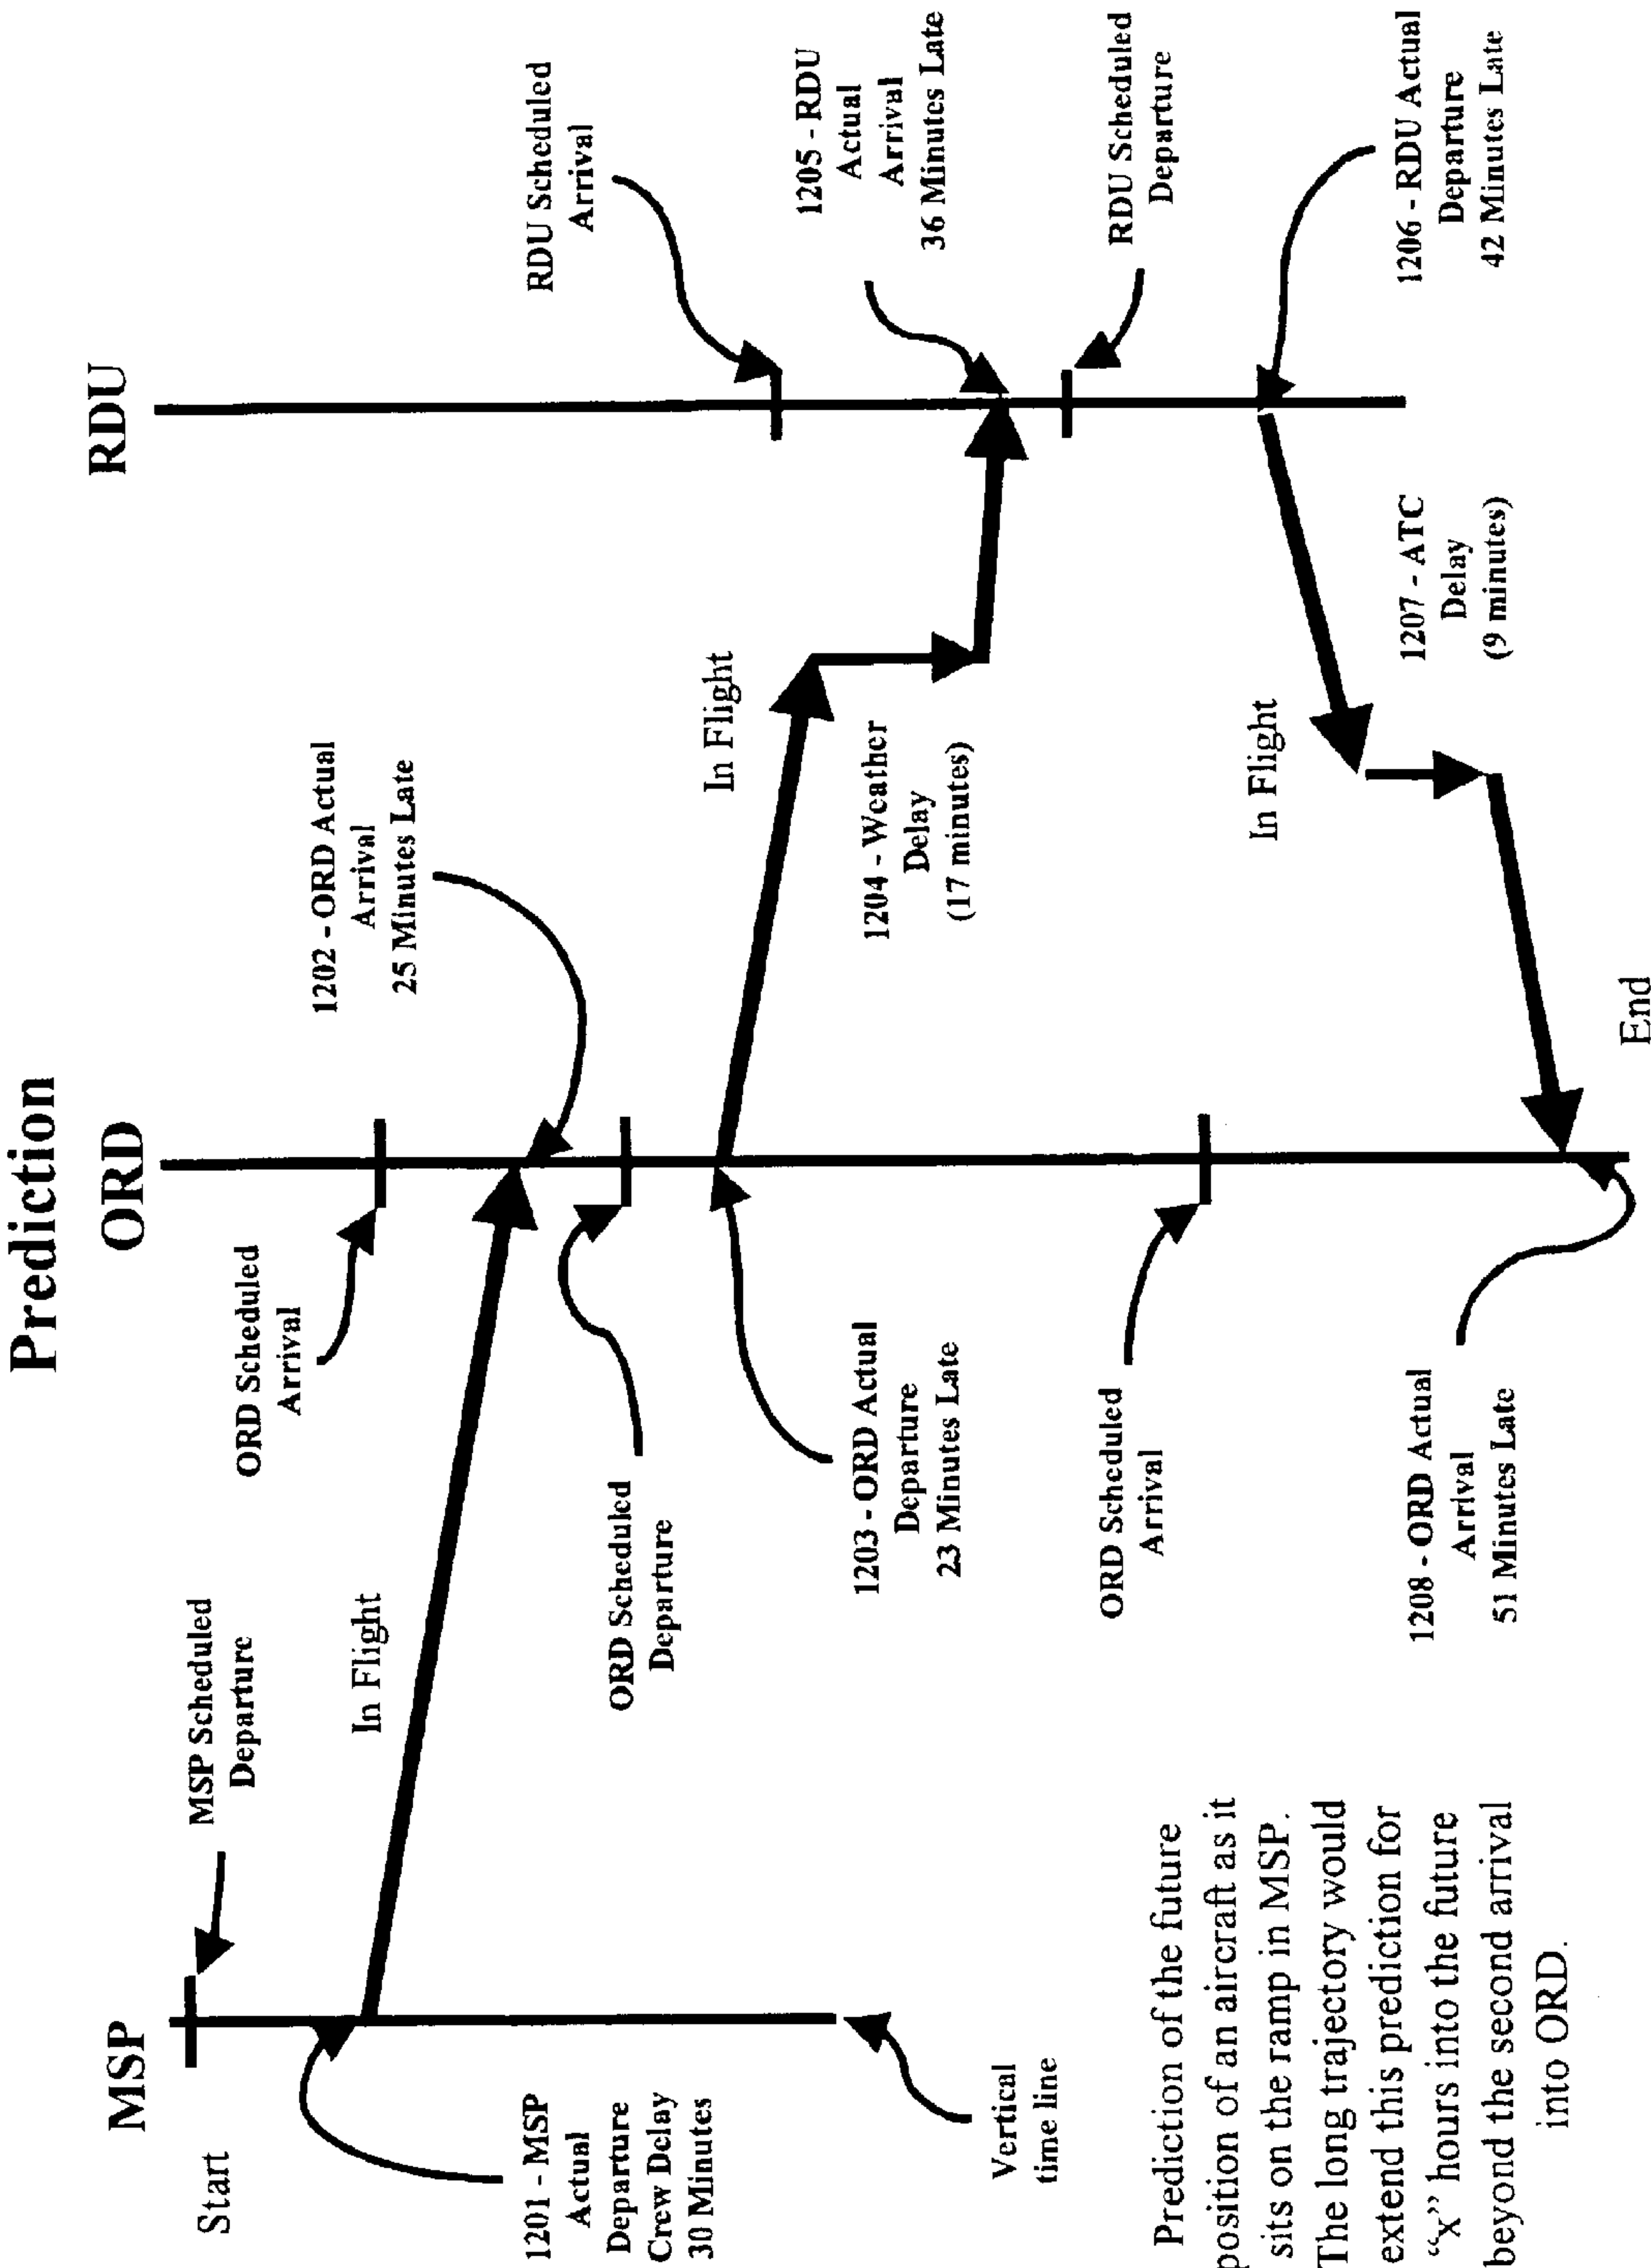 Prediction
MSP
ORD
RDU
Start
MSP Scheduled
Departure
ORD Scheduled
Arrival
1202 - ORD Actual
Arrival
25 Minutes Late
RDU Scheduled
Arrival
In Flight
1201 - MSP
Actual
Departure
Crew Delay
30 Minutes
ORD Scheduled
Departure
In Flight
1205 - RDU
Actual
Arrival
36 Minutes Late
1203 - ORD Actual
Departure
23 Minutes Late
1204 - Weather
Delay
(17 minutes)
RDU Scheduled
Departure
Vertical
time line
ORD Scheduled
Arrival
In Flight
1207 - ATC
Delay
(9 minutes)
1206 - RDU Actual
Departure
42 Minutes Late
1208 - ORD Actual
Arrival
51 Minutes Late
End
Prediction of the future
position of an aircraft as it
sits on the ramp in MSP.
The long trajectory would
extend this prediction for
“x” hours into the future
beyond the second arrival
into ORD.